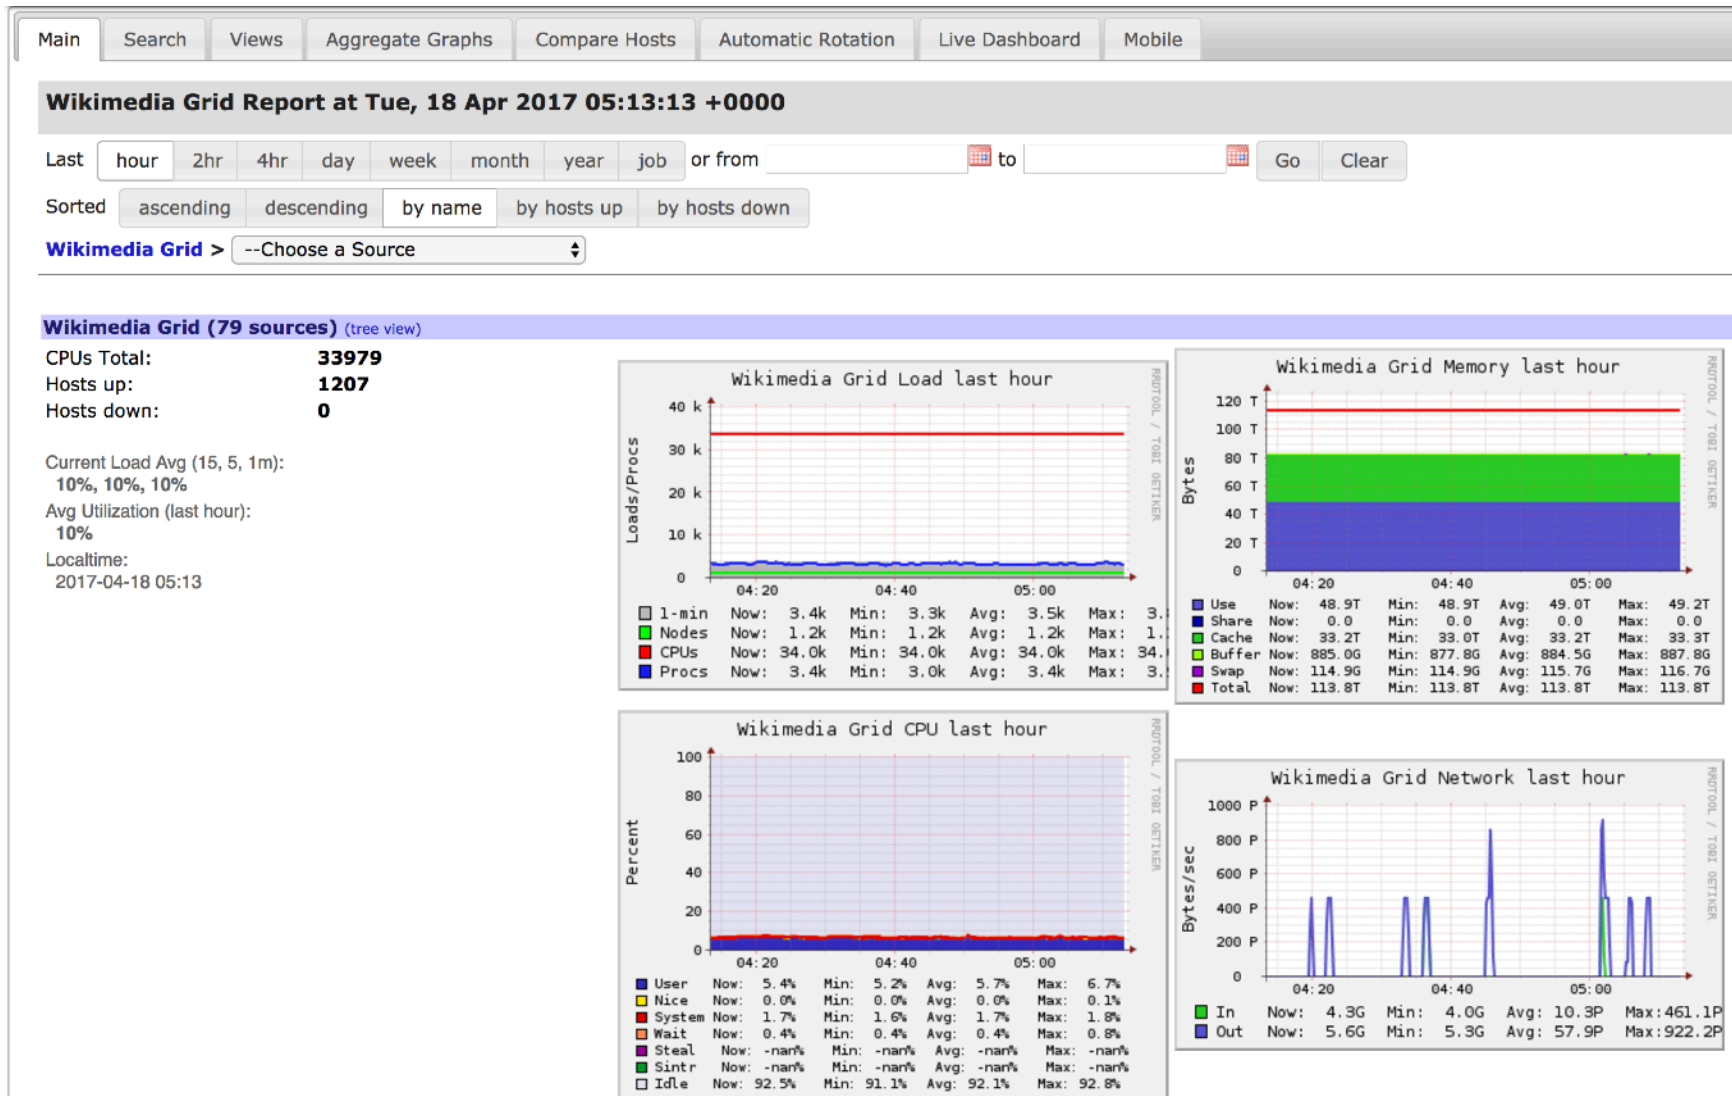 Main Search Views Aggregate Graphs Compare Hosts Automatic Rotation Live Dashboard Mobile
Wikimedia Grid Report at Tue, 18 Apr 2017 05:13:13 +0000
Last hour 2hr 4hr day week month year job or from to Go Clear
Sorted ascending descending by name by hosts up by hosts down
Wikimedia Grid > --Choose a Source
Wikimedia Grid (79 sources) (tree view)
CPUs Total: 33979
Hosts up: 1207
Hosts down: 0
Current Load Avg (15, 5, 1m):
10%, 10%, 10%
Avg Utilization (last hour):
10%
Localtime:
2017-04-18 05:13
Wikimedia Grid Load last hour
RRDTOOL / TOBI OETIKER
Loads/Procs
40 k
30 k
20 k
10 k
0
04:20 04:40 05:00
1-min Now: 3.4k Min: 3.3k Avg: 3.5k Max: 3.
Nodes Now: 1.2k Min: 1.2k Avg: 1.2k Max: 1.
CPUs Now: 34.0k Min: 34.0k Avg: 34.0k Max: 34.
Procs Now: 3.4k Min: 3.0k Avg: 3.4k Max: 3.
Wikimedia Grid Memory last hour
RRDTOOL / TOBI OETIKER
Bytes
120 T
100 T
80 T
60 T
40 T
20 T
0
04:20 04:40 05:00
Use Now: 48.9T Min: 48.9T Avg: 49.0T Max: 49.2T
Share Now: 0.0 Min: 0.0 Avg: 0.0 Max: 0.0
Cache Now: 33.2T Min: 33.0T Avg: 33.2T Max: 33.3T
Buffer Now: 885.0G Min: 877.8G Avg: 884.5G Max: 887.8G
Swap Now: 114.9G Min: 114.9G Avg: 115.7G Max: 116.7G
Total Now: 113.8T Min: 113.8T Avg: 113.8T Max: 113.8T
Wikimedia Grid CPU last hour
RRDTOOL / TOBI OETIKER
Percent
100
80
60
40
20
0
04:20 04:40 05:00
User Now: 5.4% Min: 5.2% Avg: 5.7% Max: 6.7%
Nice Now: 0.0% Min: 0.0% Avg: 0.0% Max: 0.1%
System Now: 1.7% Min: 1.6% Avg: 1.7% Max: 1.8%
Wait Now: 0.4% Min: 0.4% Avg: 0.4% Max: 0.8%
Steal Now: -nan% Min: -nan% Avg: -nan% Max: -nan%
Sintr Now: -nan% Min: -nan% Avg: -nan% Max: -nan%
Idle Now: 92.5% Min: 91.1% Avg: 92.1% Max: 92.8%
Wikimedia Grid Network last hour
RRDTOOL / TOBI OETIKER
Bytes/sec
1000 P
800 P
600 P
400 P
200 P
0
04:20 04:40 05:00
In Now: 4.3G Min: 4.0G Avg: 10.3P Max:461.1P
Out Now: 5.6G Min: 5.3G Avg: 57.9P Max:922.2P